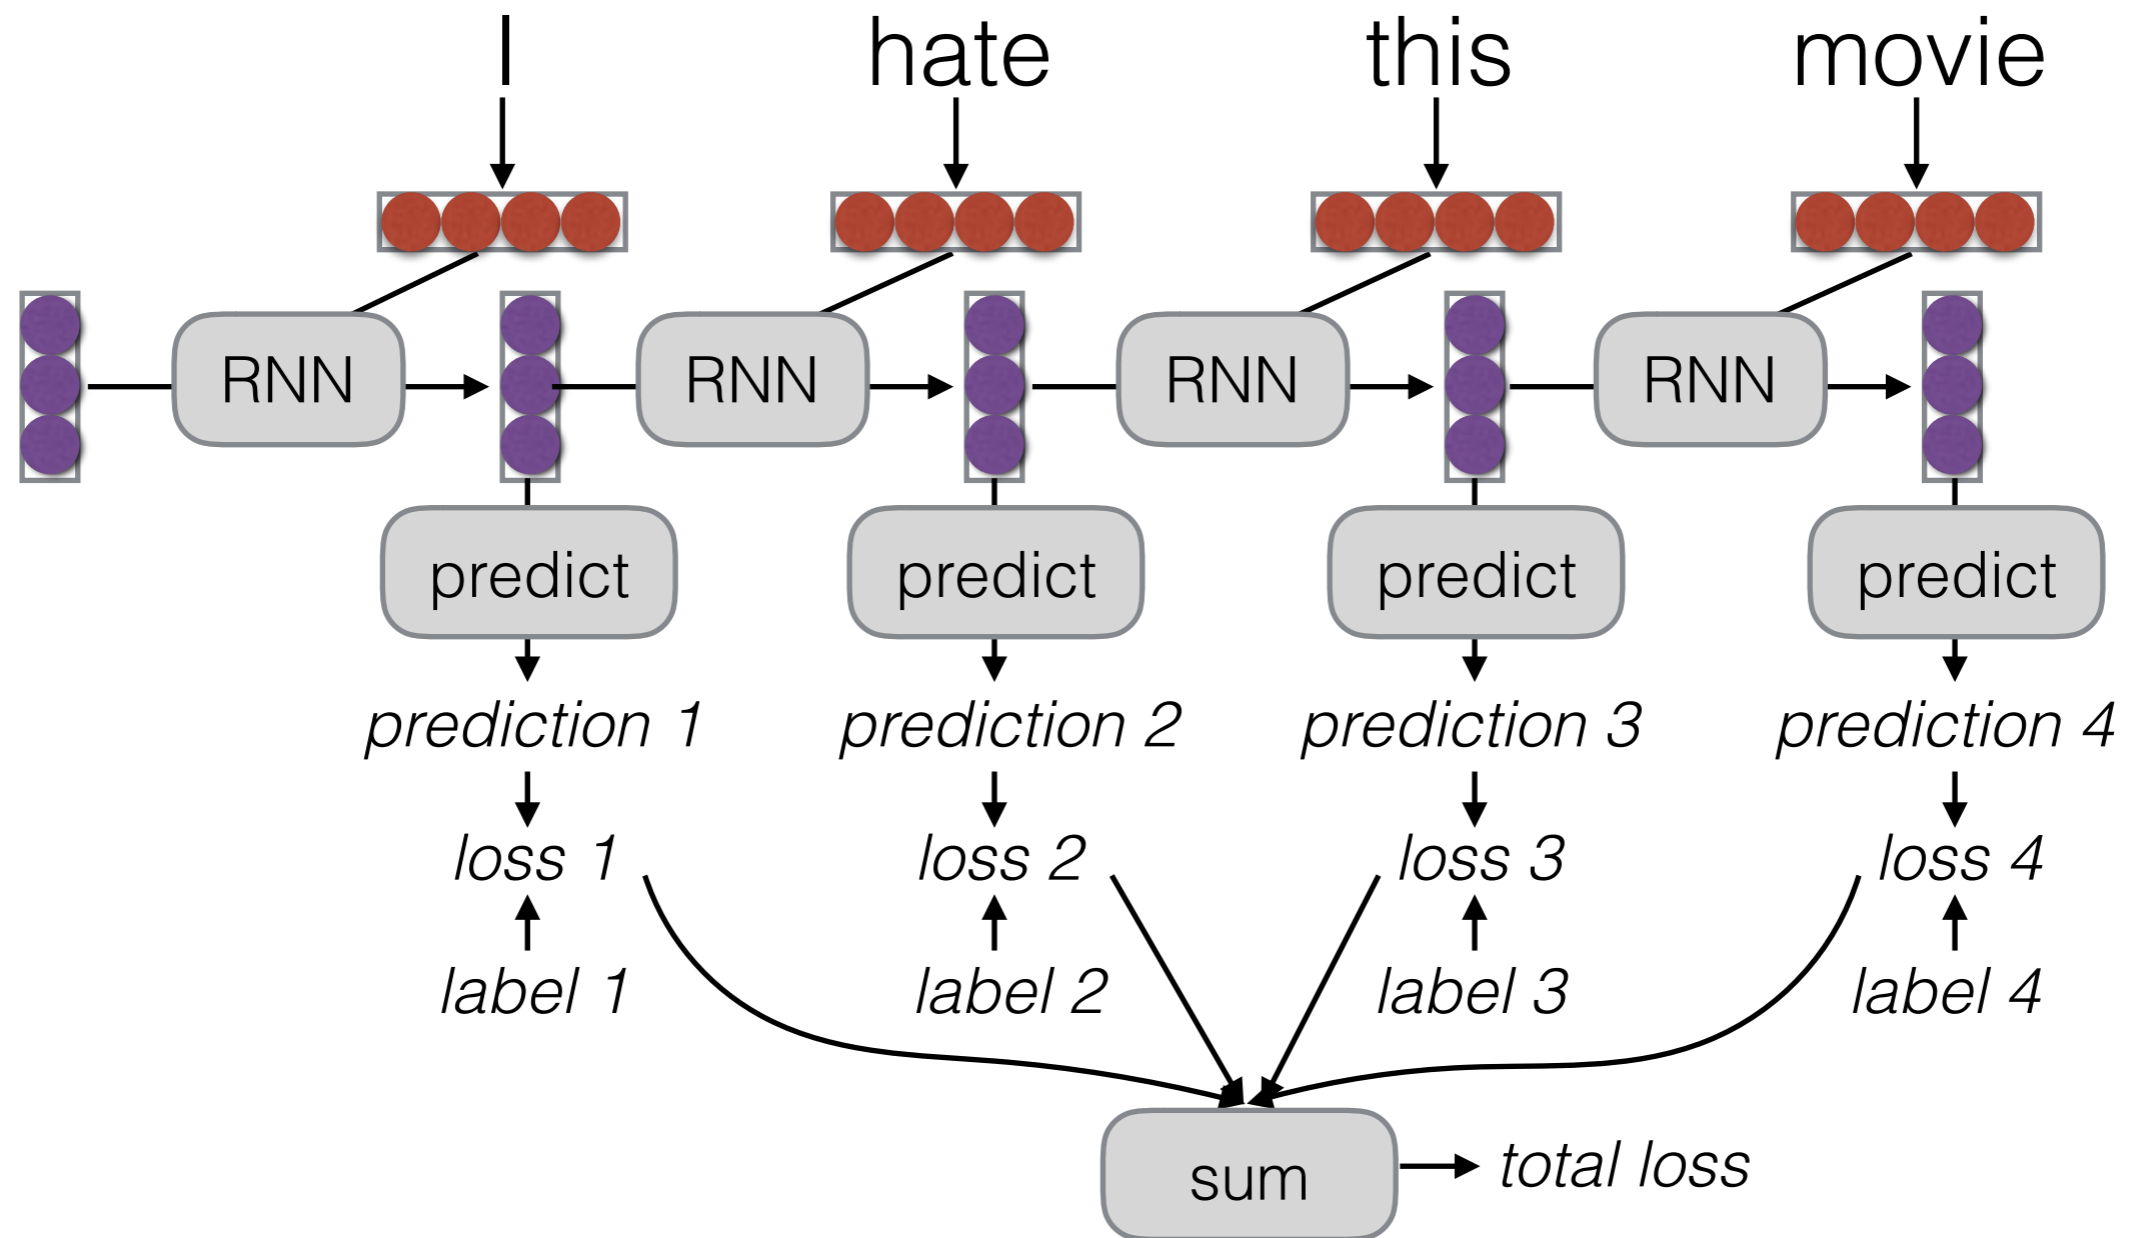 I hate this movie
RNN RNN RNN RNN
predict predict predict predict
prediction 1 prediction 2 prediction 3 prediction 4
loss 1 loss 2 loss 3 loss 4
label 1 label 2 label 3 label 4
sum total loss